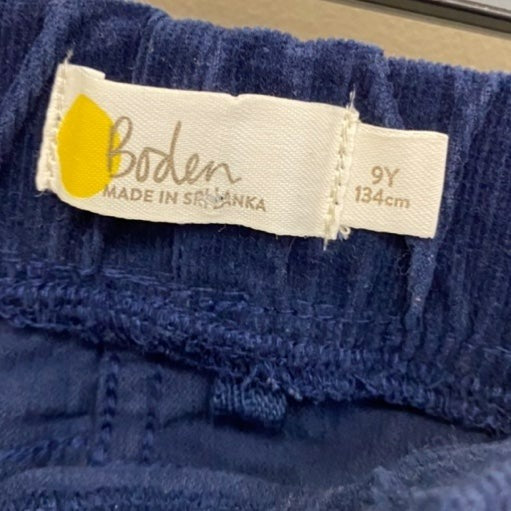 Boden
MADE IN SRI LANKA
9Y
134cm